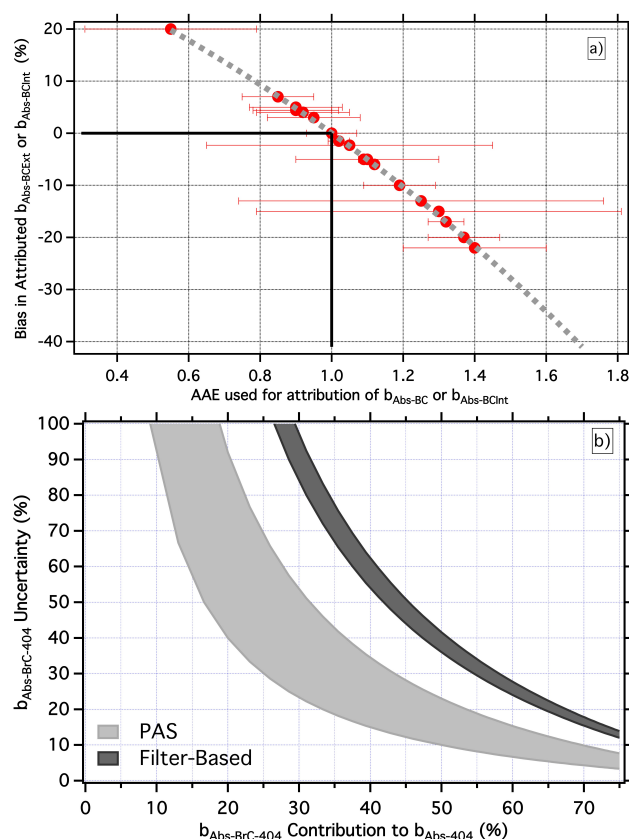 a)
Bias in Attributed b_Abs-BCExt or b_Abs-BCInt (%)
20
10
0
-10
-20
-30
-40
0.4 0.6 0.8 1.0 1.2 1.4 1.6 1.8
AAE used for attribution of b_Abs-BC or b_Abs-BCInt
b)
b_Abs-BrC-404 Uncertainty (%)
100
90
80
70
60
50
40
30
20
10
0
PAS
Filter-Based
0 10 20 30 40 50 60 70
b_Abs-BrC-404 Contribution to b_Abs-404 (%)